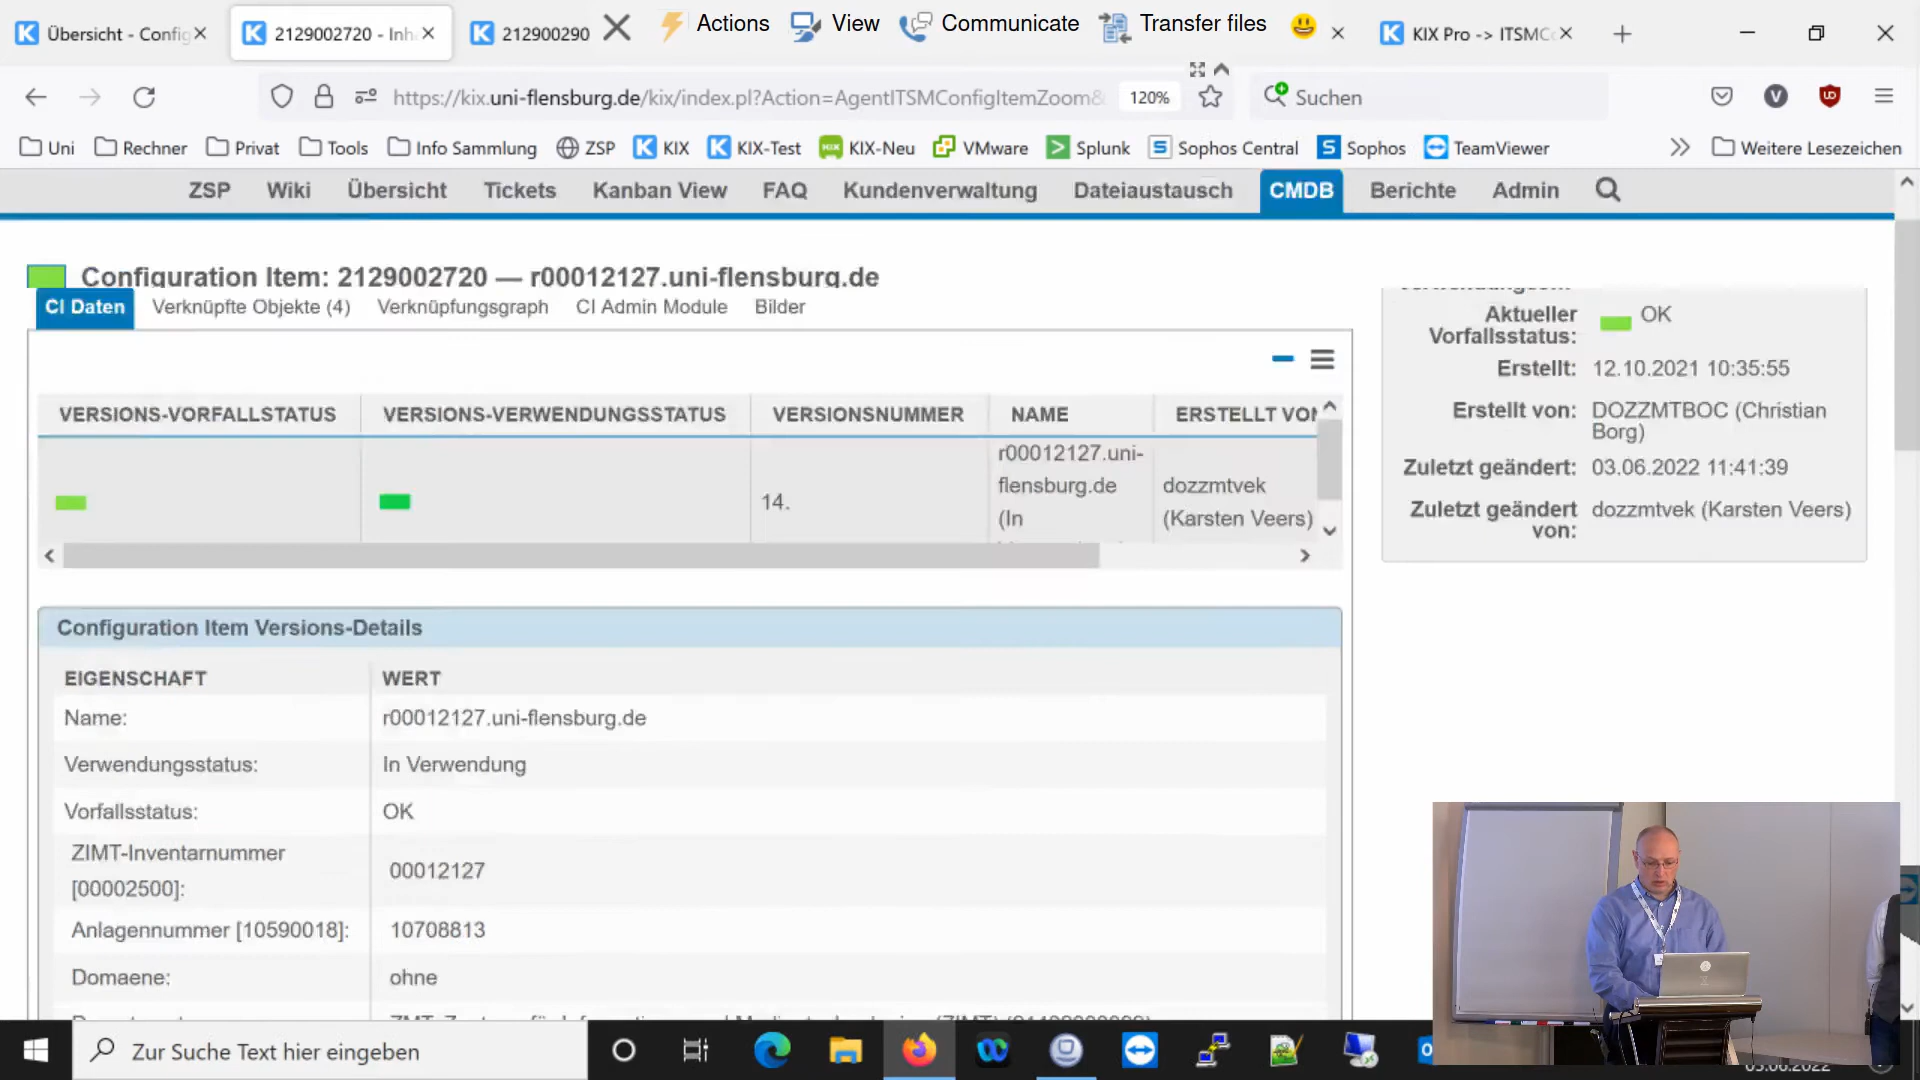 Übersicht - Config
2129002720 - Inh
212900290
Actions
View
Communicate
Transfer files
KIX Pro -> ITSMC
https://kix.uni-flensburg.de/kix/index.pl?Action=AgentITSMConfigItemZoom&
120%
Suchen
Uni
Rechner
Privat
Tools
Info Sammlung
ZSP
KIX
KIX-Test
KIX-Neu
VMware
Splunk
Sophos Central
Sophos
TeamViewer
Weitere Lesezeichen
ZSP
Wiki
Übersicht
Tickets
Kanban View
FAQ
Kundenverwaltung
Dateiaustausch
CMDB
Berichte
Admin
Configuration Item: 2129002720 — r00012127.uni-flensburg.de
CI Daten
Verknüpfte Objekte (4)
Verknüpfungsgraph
CI Admin Module
Bilder
VERSIONS-VORFALLSTATUS
VERSIONS-VERWENDUNGSSTATUS
VERSIONSNUMMER
NAME
ERSTELLT VON
14.
r00012127.uni-
flensburg.de
(In
dozzmtvek
(Karsten Veers)
Aktueller
Vorfallsstatus:
OK
Erstellt:
12.10.2021 10:35:55
Erstellt von:
DOZZMTBOC (Christian
Borg)
Zuletzt geändert:
03.06.2022 11:41:39
Zuletzt geändert
von:
dozzmtvek (Karsten Veers)
Configuration Item Versions-Details
EIGENSCHAFT
WERT
Name:
r00012127.uni-flensburg.de
Verwendungsstatus:
In Verwendung
Vorfallsstatus:
OK
ZIMT-Inventarnummer
[00002500]:
00012127
Anlagennummer [10590018]:
10708813
Domaene:
ohne
Zur Suche Text hier eingeben